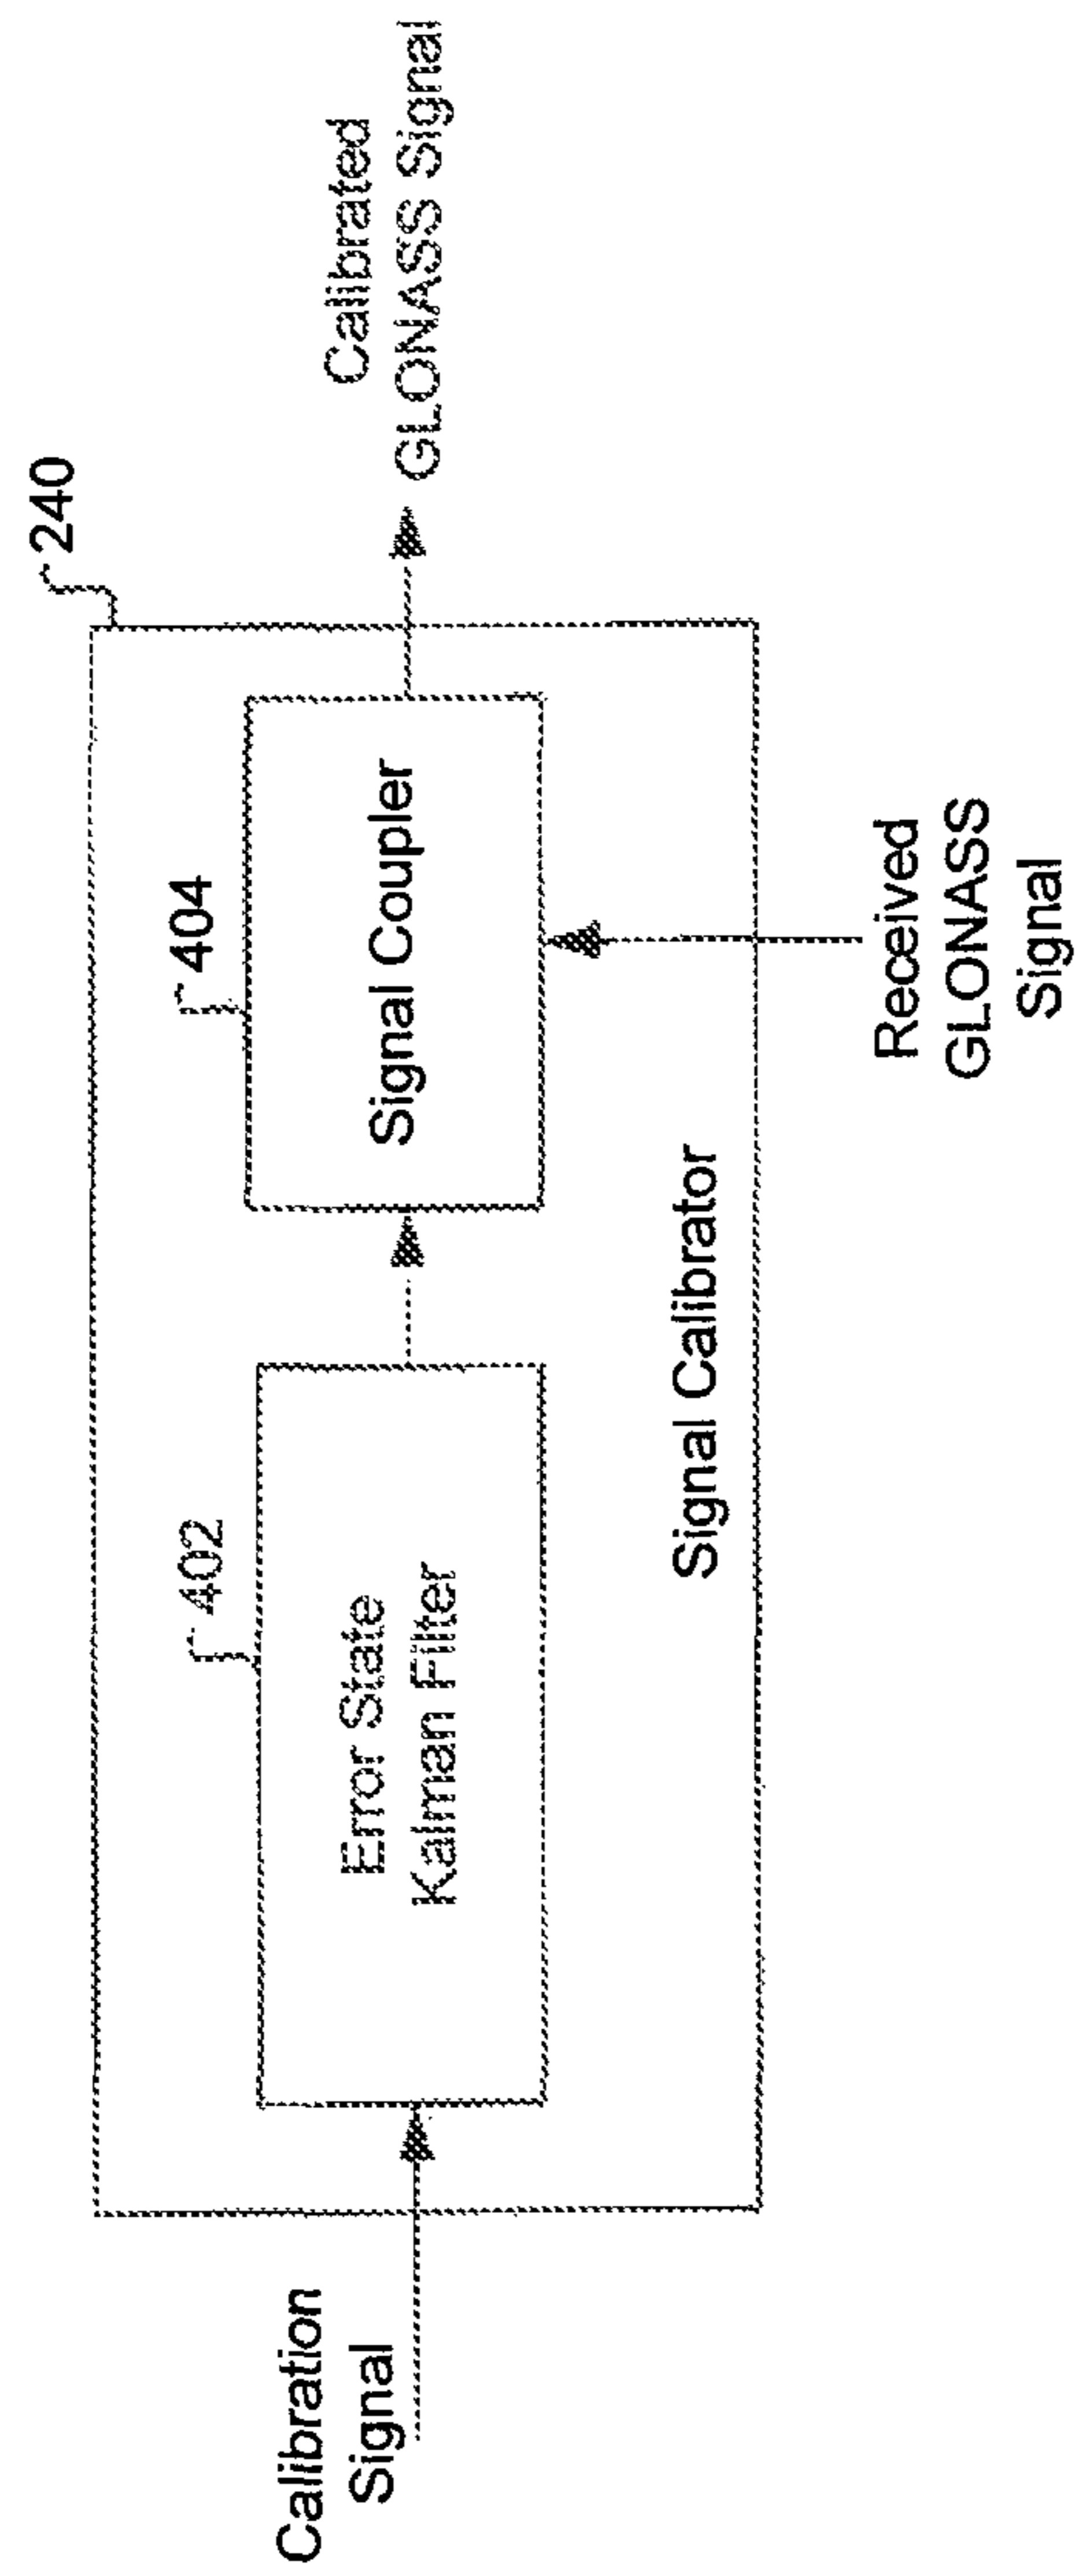 240
Calibration
Signal
402
Error State
Kalman Filter
404
Signal Coupler
Calibrated
GLONASS Signal
Signal Calibrator
Received
GLONASS
Signal